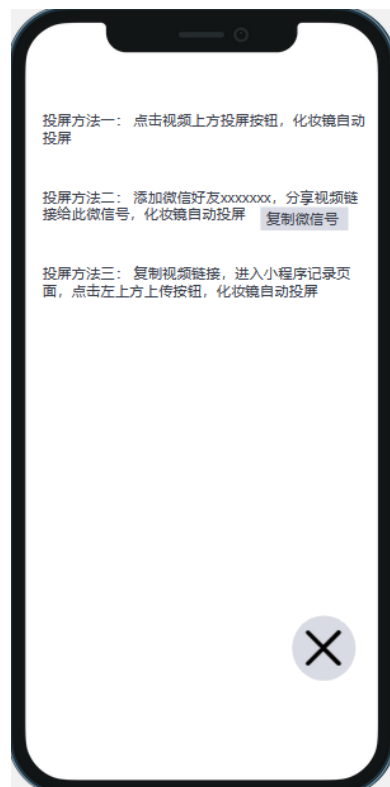 投屏方法一： 点击视频上方投屏按钮，化妆镜自动
投屏
投屏方法二： 添加微信好友xxxxxxx，分享视频链
接给此微信号，化妆镜自动投屏
复制微信号
投屏方法三： 复制视频链接，进入小程序记录页
面，点击左上方上传按钮，化妆镜自动投屏